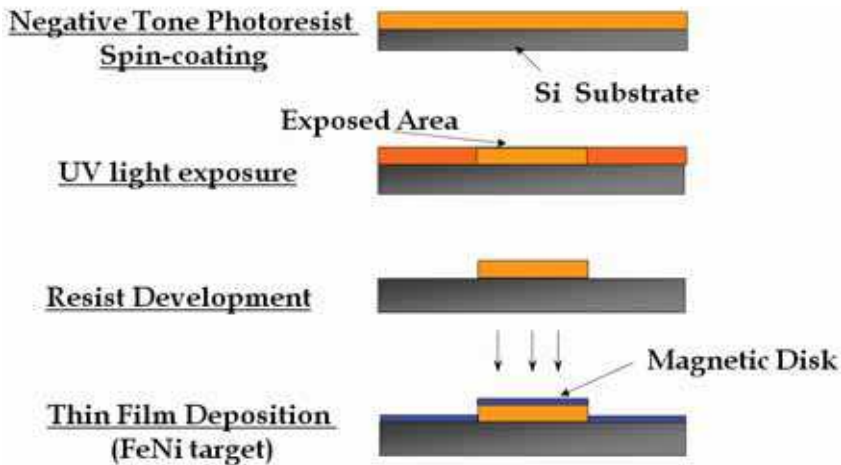 Negative Tone Photoresist
Spin-coating
Si Substrate
Exposed Area
UV light exposure
Resist Development
Magnetic Disk
Thin Film Deposition
(FeNi target)